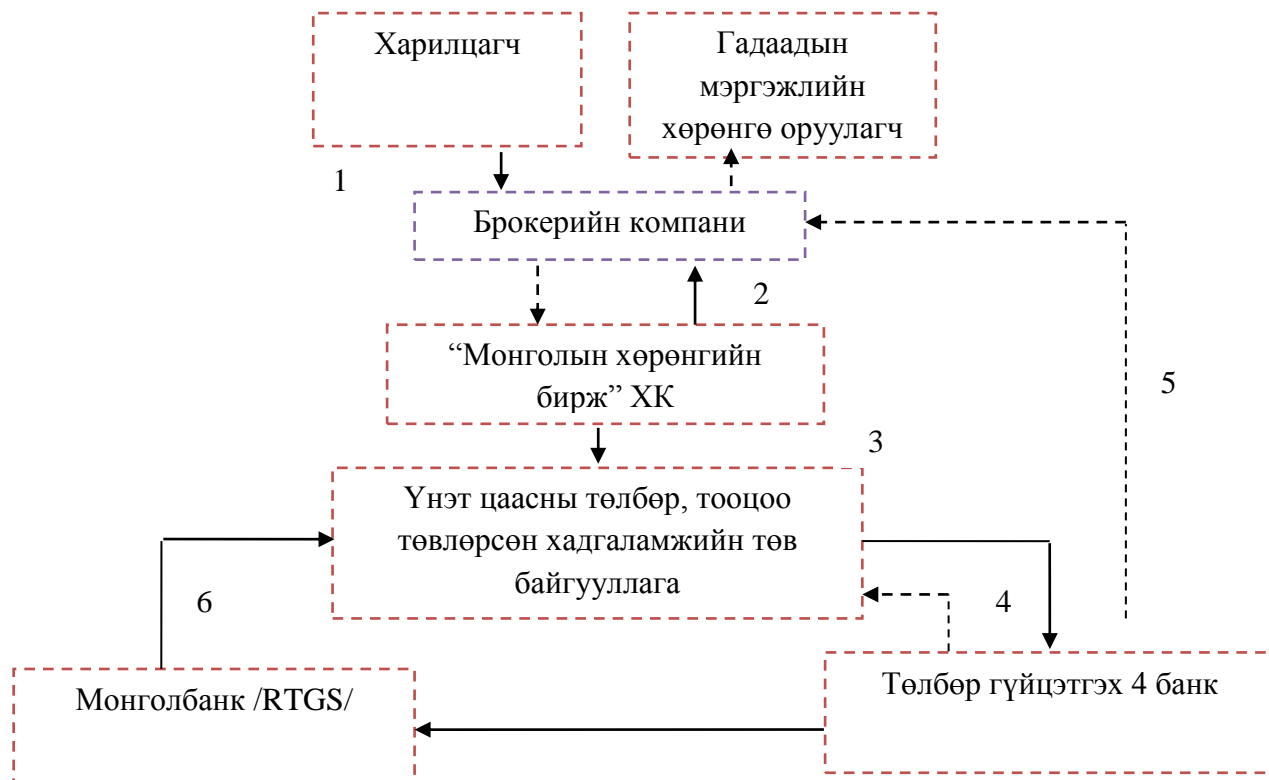 Харилцагч
Гадаадын
мэргэжлийн
хөрөнгө оруулагч
1
Брокерийн компани
2
“Монголын хөрөнгийн
бирж” ХК
5
3
Үнэт цаасны төлбөр, тооцоо
төвлөрсөн хадгаламжийн төв
байгууллага
6
4
Монголбанк /RTGS/
Төлбөр гүйцэтгэх 4 банк